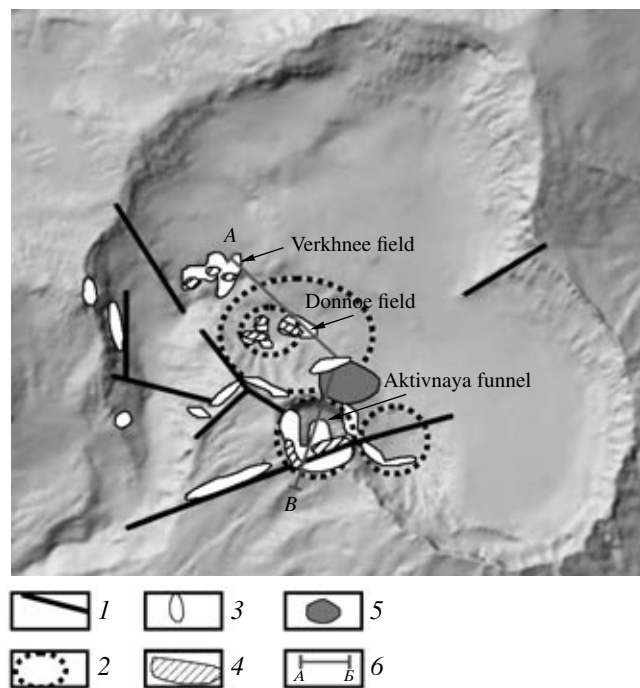 A
Verkhnee field
Donnoe field
Aktivnaya funnel
B
1 3 5
2 4 6
А Б